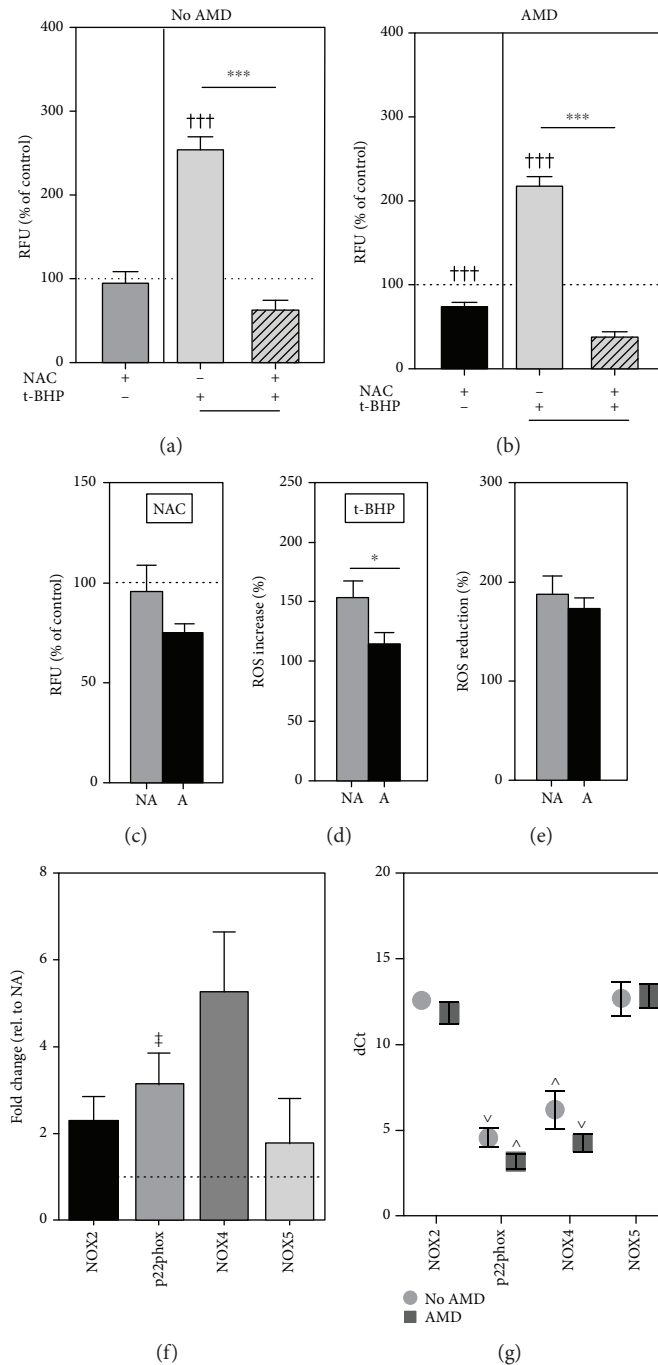 No AMD
400
300
200
100
0
RFU (% of control)
†††
***
NAC + – +
t-BHP – + +
(a)
AMD
400
300
200
100
0
RFU (% of control)
†††
†††
***
NAC + – +
t-BHP – + +
(b)
150
100
50
0
RFU (% of control)
NAC
NA A
(c)
250
200
150
100
50
0
ROS increase (%)
t-BHP
*
NA A
(d)
300
200
100
0
ROS reduction (%)
NA A
(e)
8
6
4
2
0
Fold change (rel. to NA)
‡
NOX2 p22phox NOX4 NOX5
(f)
20
15
10
5
0
dCt
˅ ^ ^ ˅
NOX2 p22phox NOX4 NOX5
No AMD
AMD
(g)